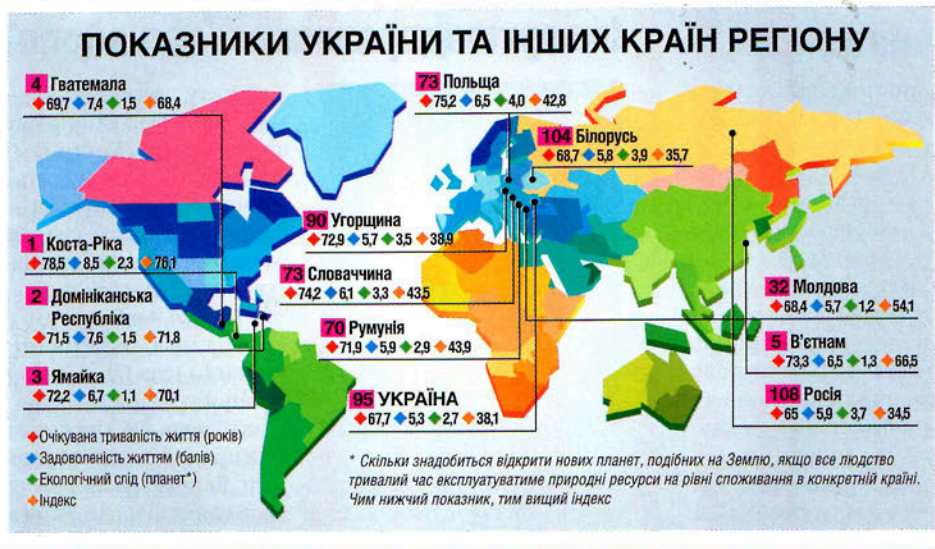 ПОКАЗНИКИ УКРАЇНИ ТА ІНШИХ КРАЇН РЕГІОНУ
4 Гватемала
69,7 7,4 1,5 68,4
73 Польща
75,2 6,5 4,0 42,8
104 Білорусь
68,7 5,8 3,9 35,7
90 Угорщина
72,9 5,7 3,5 38,9
1 Коста-Ріка
78,5 8,5 2,3 76,1
73 Словаччина
74,2 6,1 3,3 43,5
2 Домініканська
Республіка
71,5 7,6 1,5 71,8
32 Молдова
68,4 5,7 1,2 54,1
70 Румунія
71,9 5,9 2,9 43,9
5 В'єтнам
73,3 6,5 1,3 66,5
3 Ямайка
72,2 6,7 1,1 70,1
95 УКРАЇНА
67,7 5,3 2,7 38,1
108 Росія
65 5,9 3,7 34,5
Очікувана тривалість життя (років)
Задоволеність життям (балів)
Екологічний слід (планет*)
Індекс
* Скільки знадобиться відкрити нових планет, подібних на Землю, якщо все людство
тривалий час експлуатуватиме природні ресурси на рівні споживання в конкретній країні.
Чим нижчий показник, тим вищий індекс